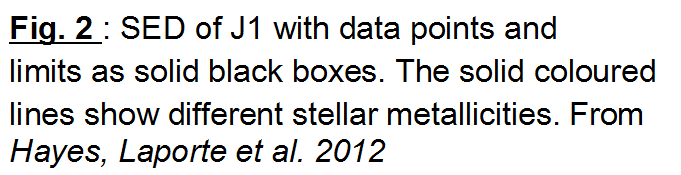 Fig. 2 : SED of J1 with data points and
limits as solid black boxes. The solid coloured
lines show different stellar metallicities. From
Hayes, Laporte et al. 2012